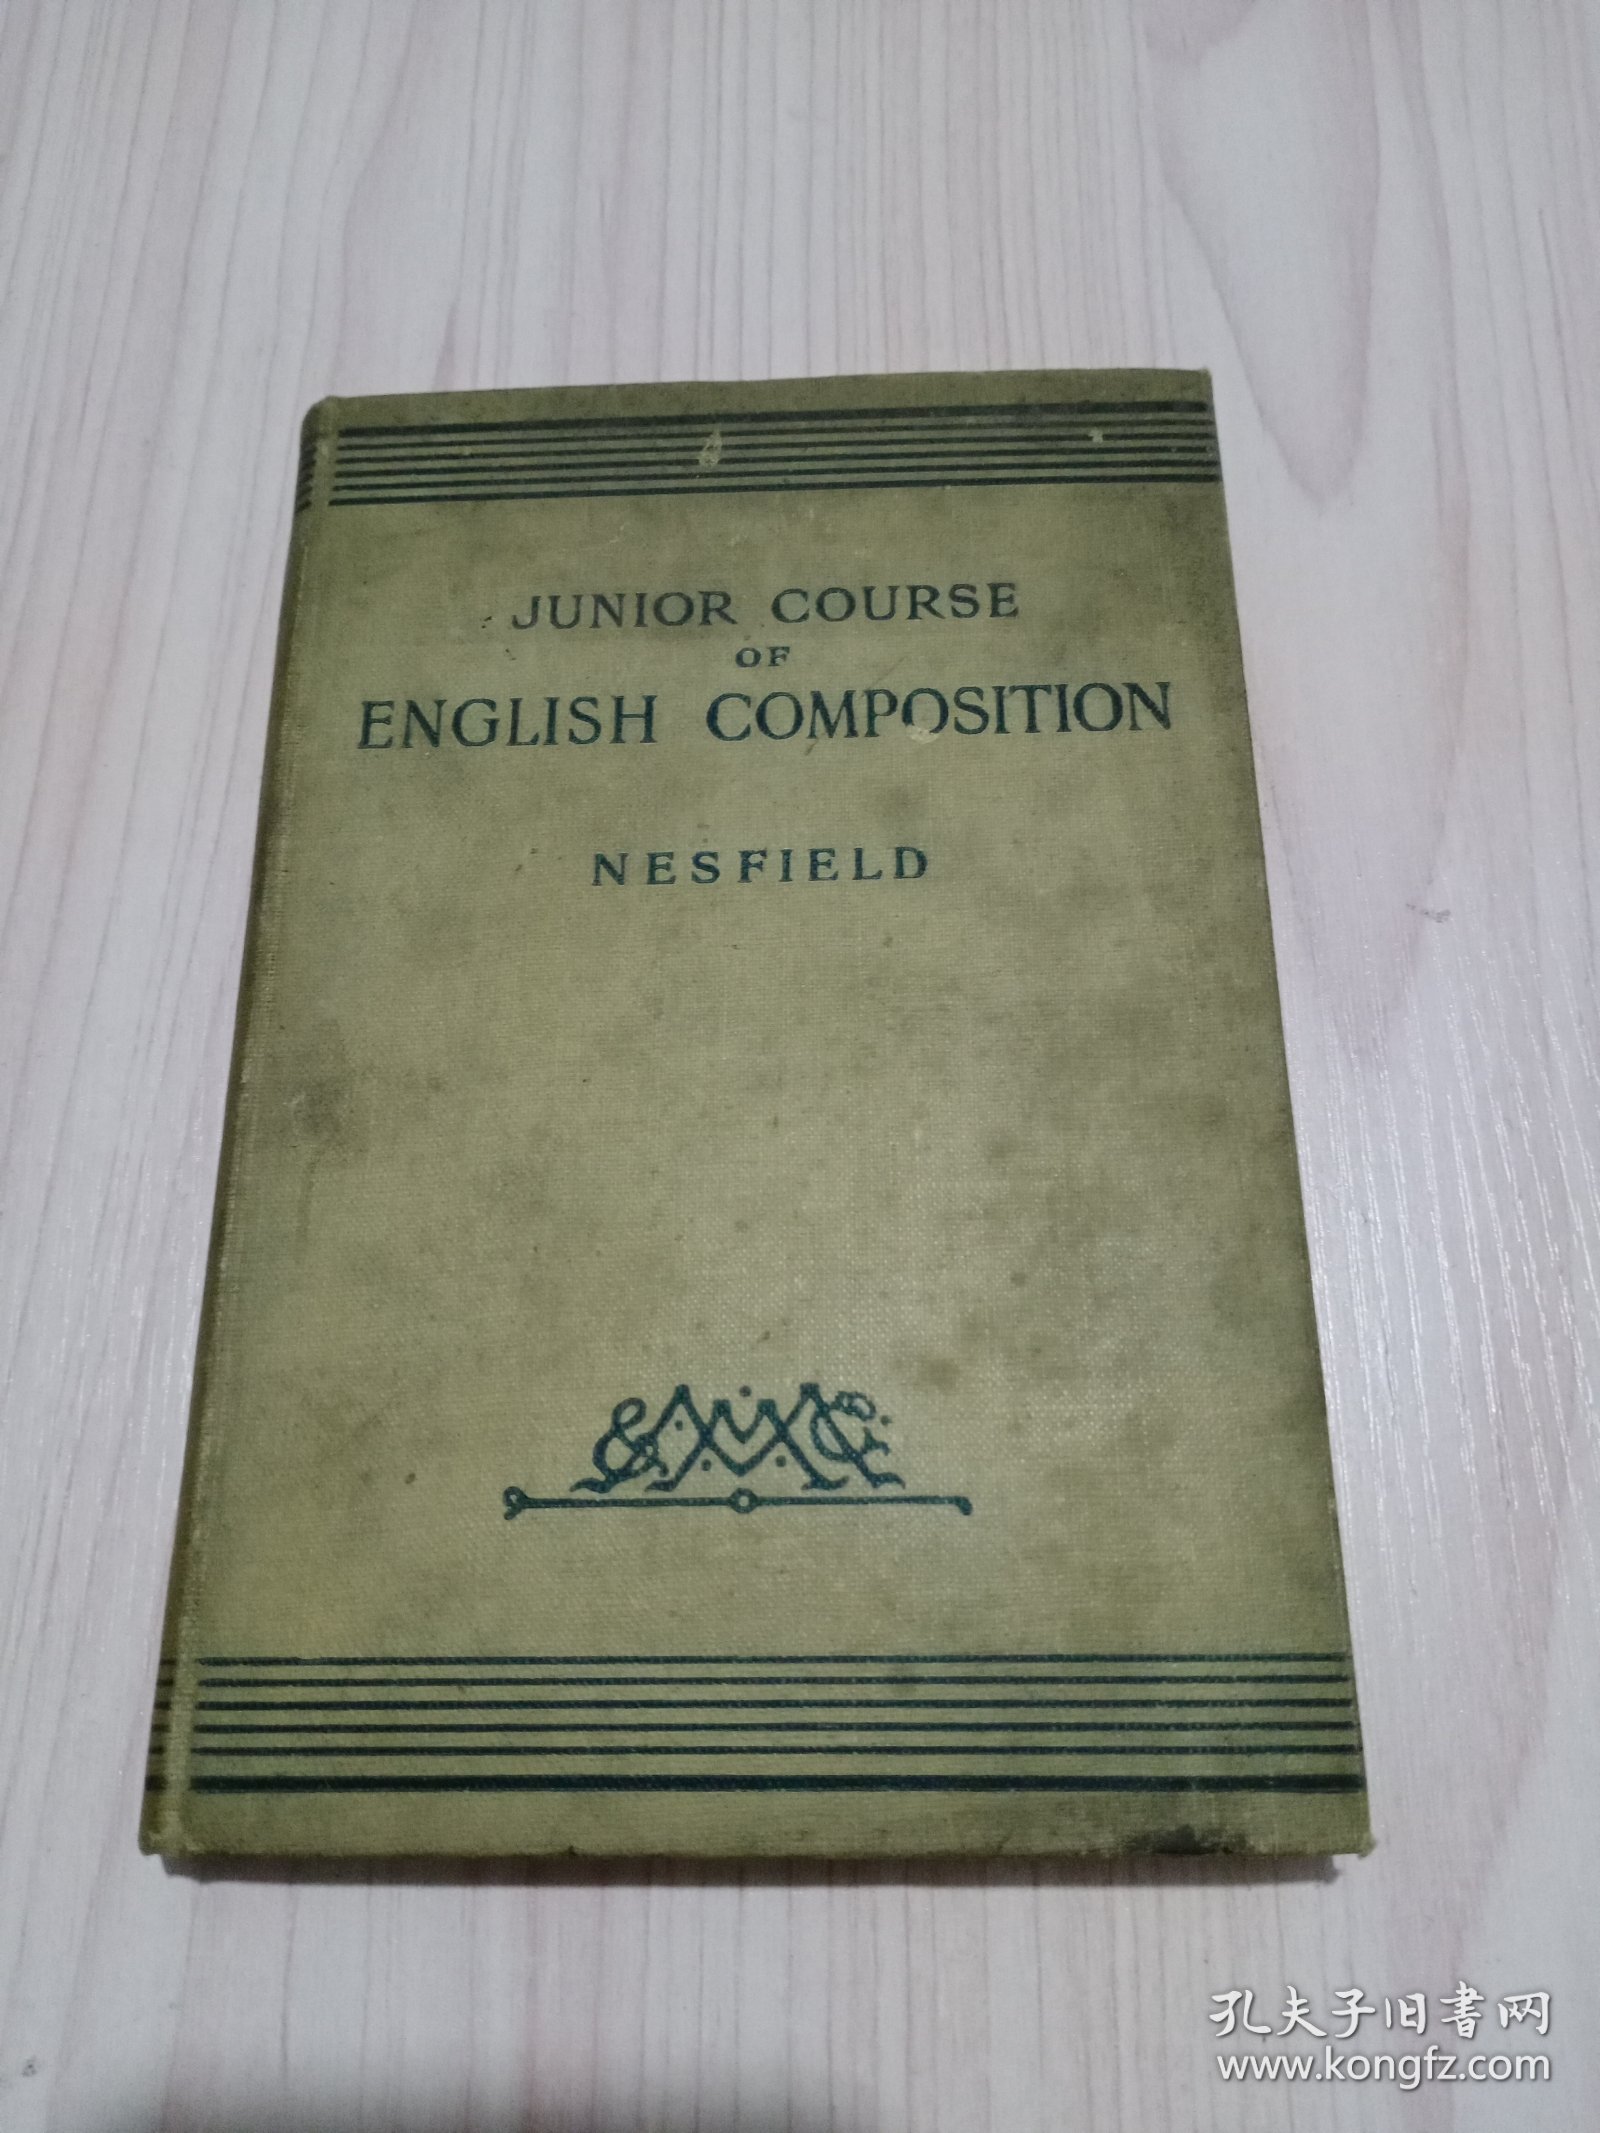 JUNIOR COURSE
OF
ENGLISH COMPOSITION
NESFIELD
孔夫子旧书网
www.kongfz.com